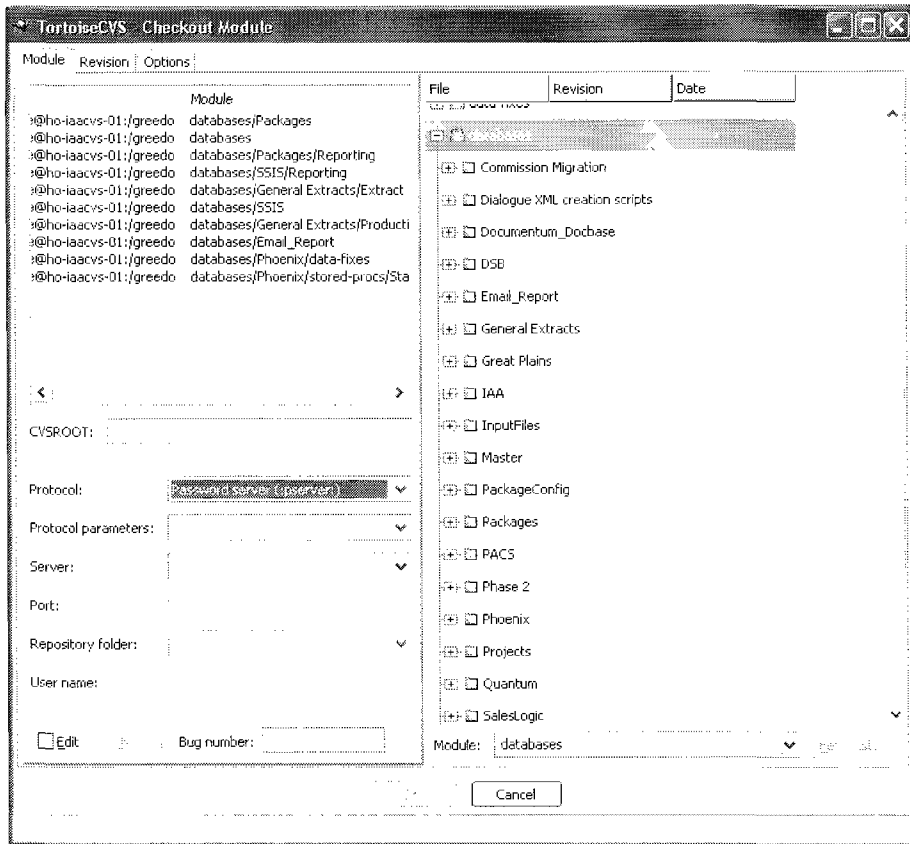 TortoiseCVS - Checkout Module
Module Revision Options
Module
e@ho-iaacvs-01:/greedo databases/Packages
e@ho-iaacvs-01:/greedo databases
e@ho-iaacvs-01:/greedo databases/Packages/Reporting
e@ho-iaacvs-01:/greedo databases/SSIS/Reporting
e@ho-iaacvs-01:/greedo databases/General Extracts/Extract
e@ho-iaacvs-01:/greedo databases/SSIS
e@ho-iaacvs-01:/greedo databases/General Extracts/Producti
e@ho-iaacvs-01:/greedo databases/Email_Report
e@ho-iaacvs-01:/greedo databases/Phoenix/data-fixes
e@ho-iaacvs-01:/greedo databases/Phoenix/stored-procs/Sta
CVSROOT:
Protocol: Password server (:pserver:)
Protocol parameters:
Server:
Port:
Repository folder:
User name:
Edit
Bug number:
File Revision Date
databases
Commission Migration
Dialogue XML creation scripts
Documentum_Docbase
DSB
Email_Report
General Extracts
Great Plains
IAA
InputFiles
Master
PackageConfig
Packages
PACS
Phase 2
Phoenix
Projects
Quantum
SalesLogic
Module: databases
Cancel